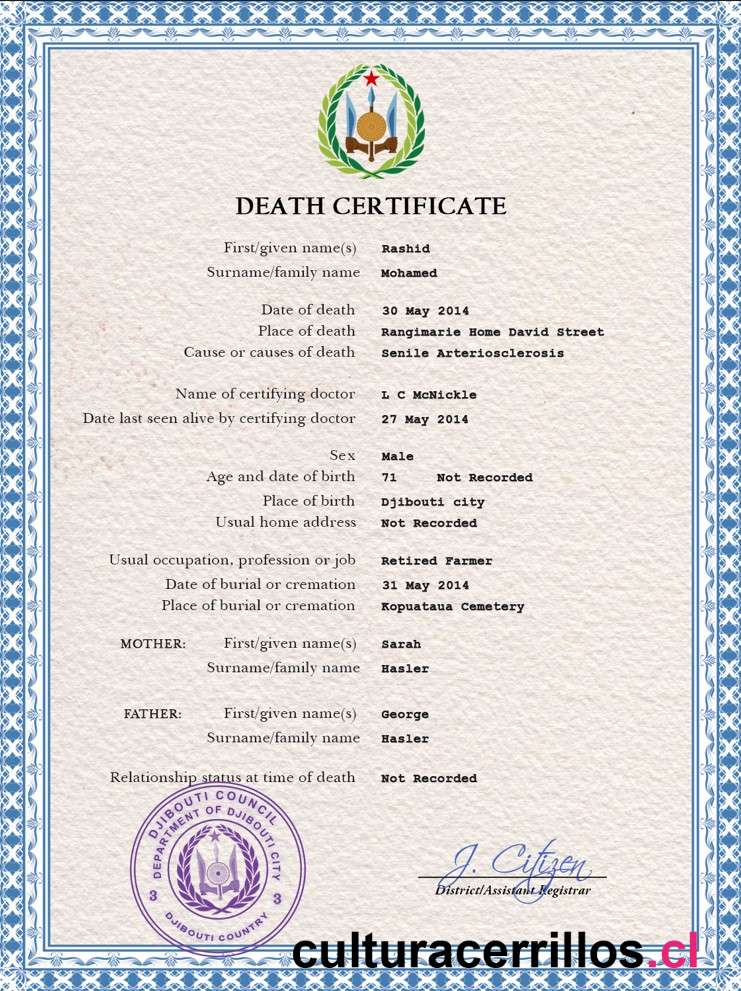 DEATH CERTIFICATE
First/given name(s) Rashid
Surname/family name Mohamed
Date of death 30 May 2014
Place of death Rangimarie Home David Street
Cause or causes of death Senile Arteriosclerosis
Name of certifying doctor L C McNickle
Date last seen alive by certifying doctor 27 May 2014
Sex Male
Age and date of birth 71 Not Recorded
Place of birth Djibouti city
Usual home address Not Recorded
Usual occupation, profession or job Retired Farmer
Date of burial or cremation 31 May 2014
Place of burial or cremation Kopuataua Cemetery
MOTHER: First/given name(s) Sarah
Surname/family name Hasler
FATHER: First/given name(s) George
Surname/family name Hasler
Relationship status at time of death Not Recorded
DJIBOUTI COUNCIL
DEPARTMENT OF DJIBOUTI CITY
3 3
DJIBOUTI COUNTRY
J. Citizen
District/Assistant Registrar
culturacerrillos.cl